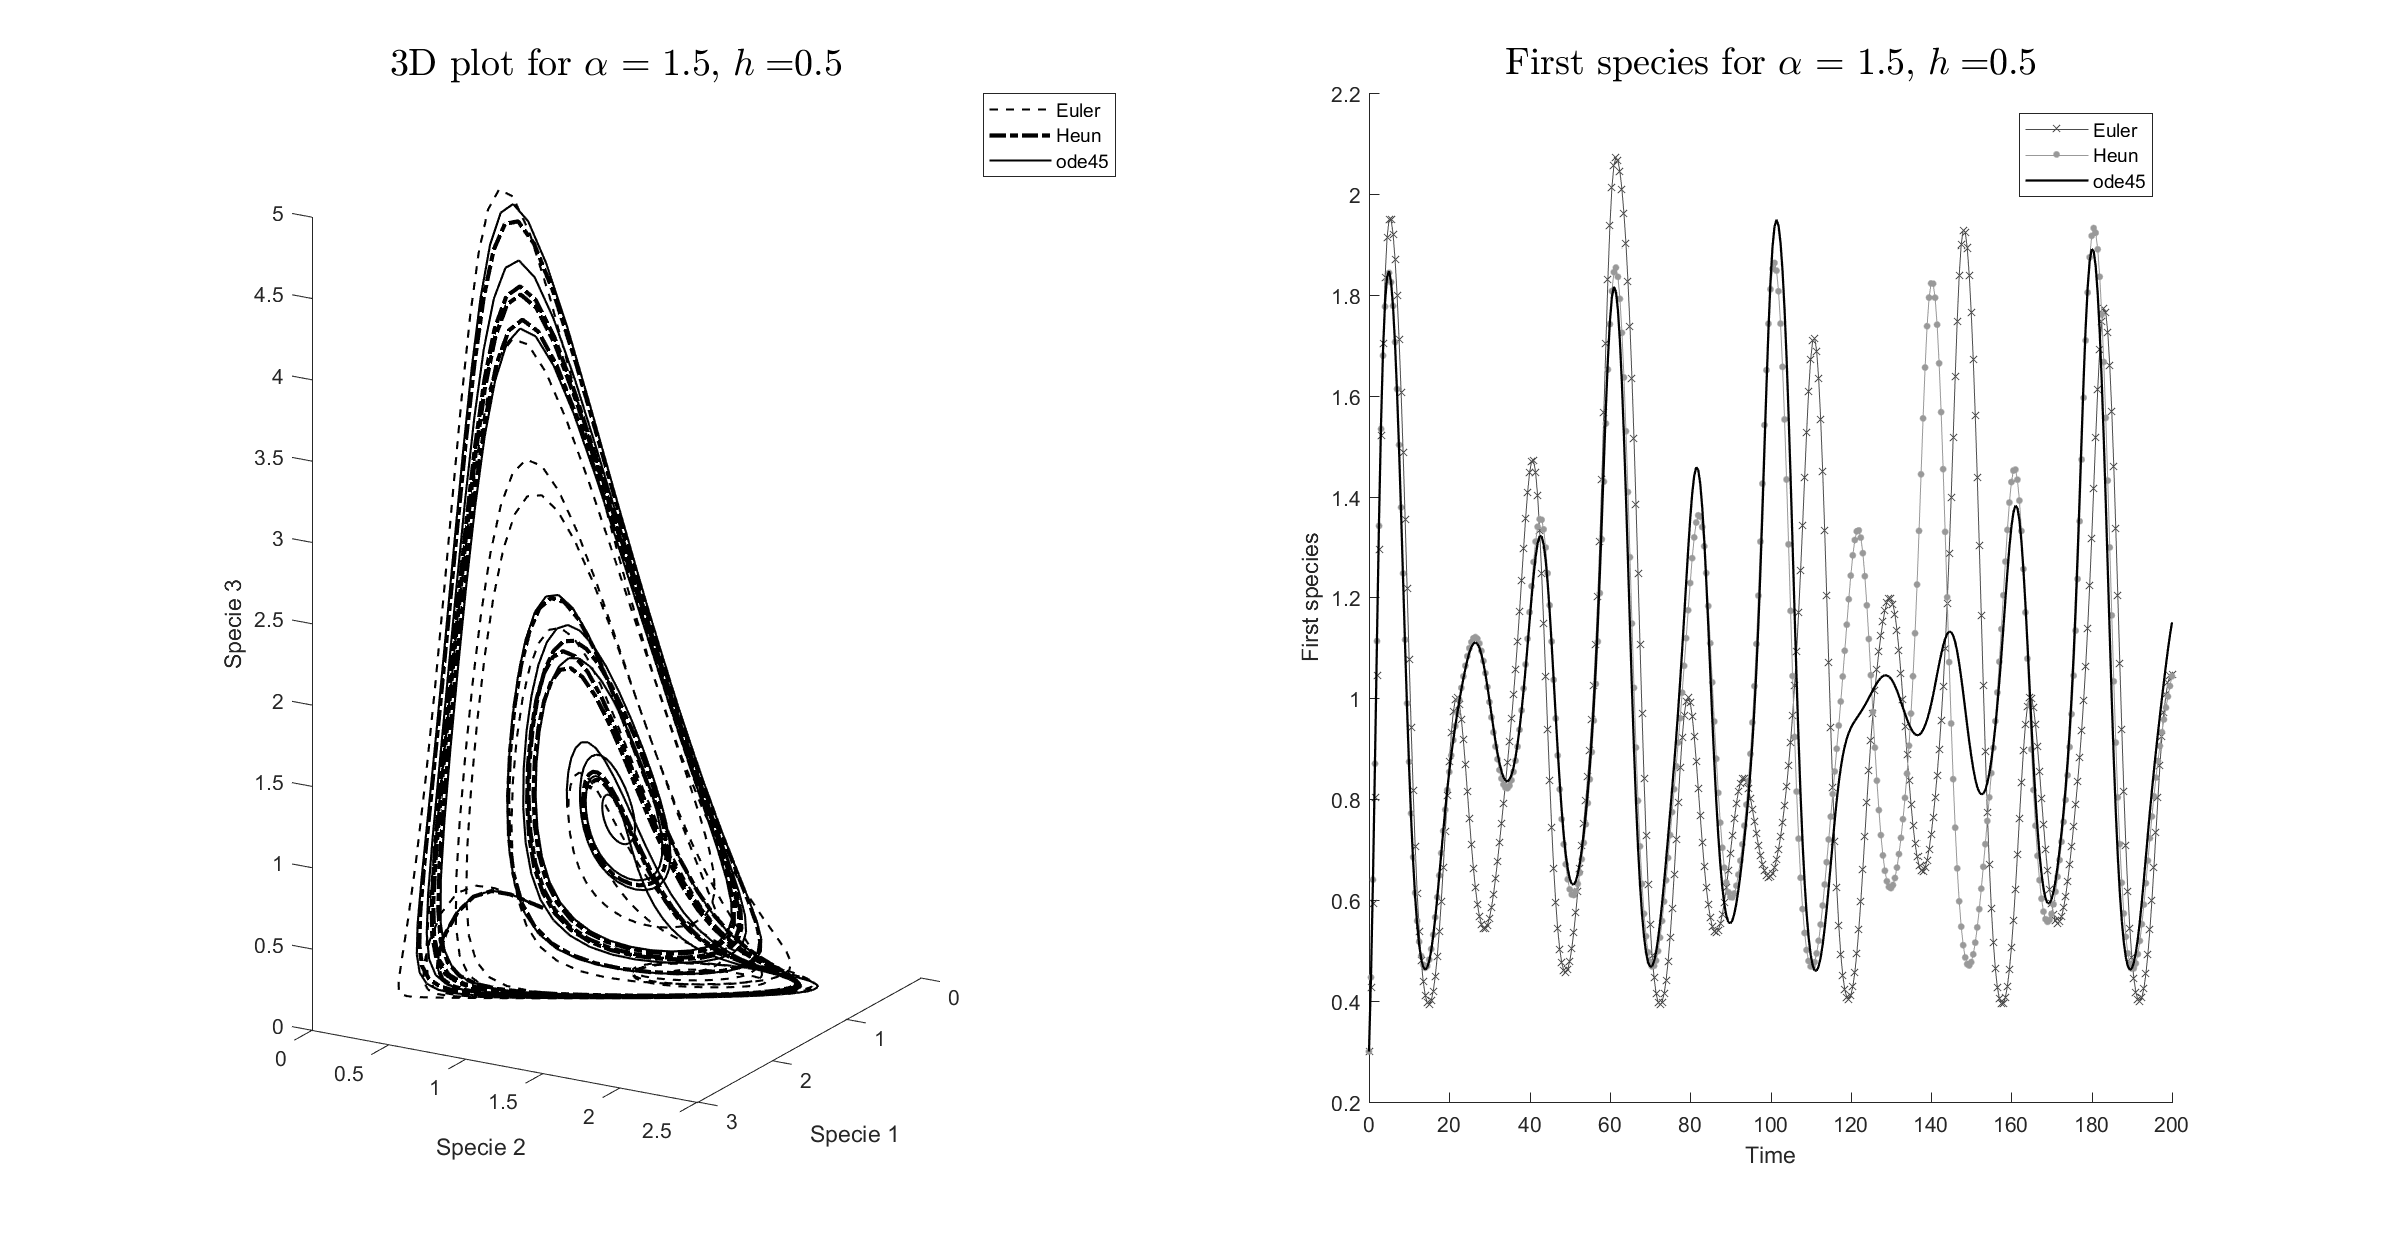 3D plot for α = 1.5, h =0.5
Euler
Heun
ode45
5
4.5
4
3.5
3
2.5
2
1.5
1
0.5
0
Specie 3
0
0.5
1
1.5
2
2.5
Specie 2
3
2
1
0
Specie 1
First species for α = 1.5, h =0.5
Euler
Heun
ode45
2.2
2
1.8
1.6
1.4
1.2
1
0.8
0.6
0.4
0.2
First species
0 20 40 60 80 100 120 140 160 180 200
Time